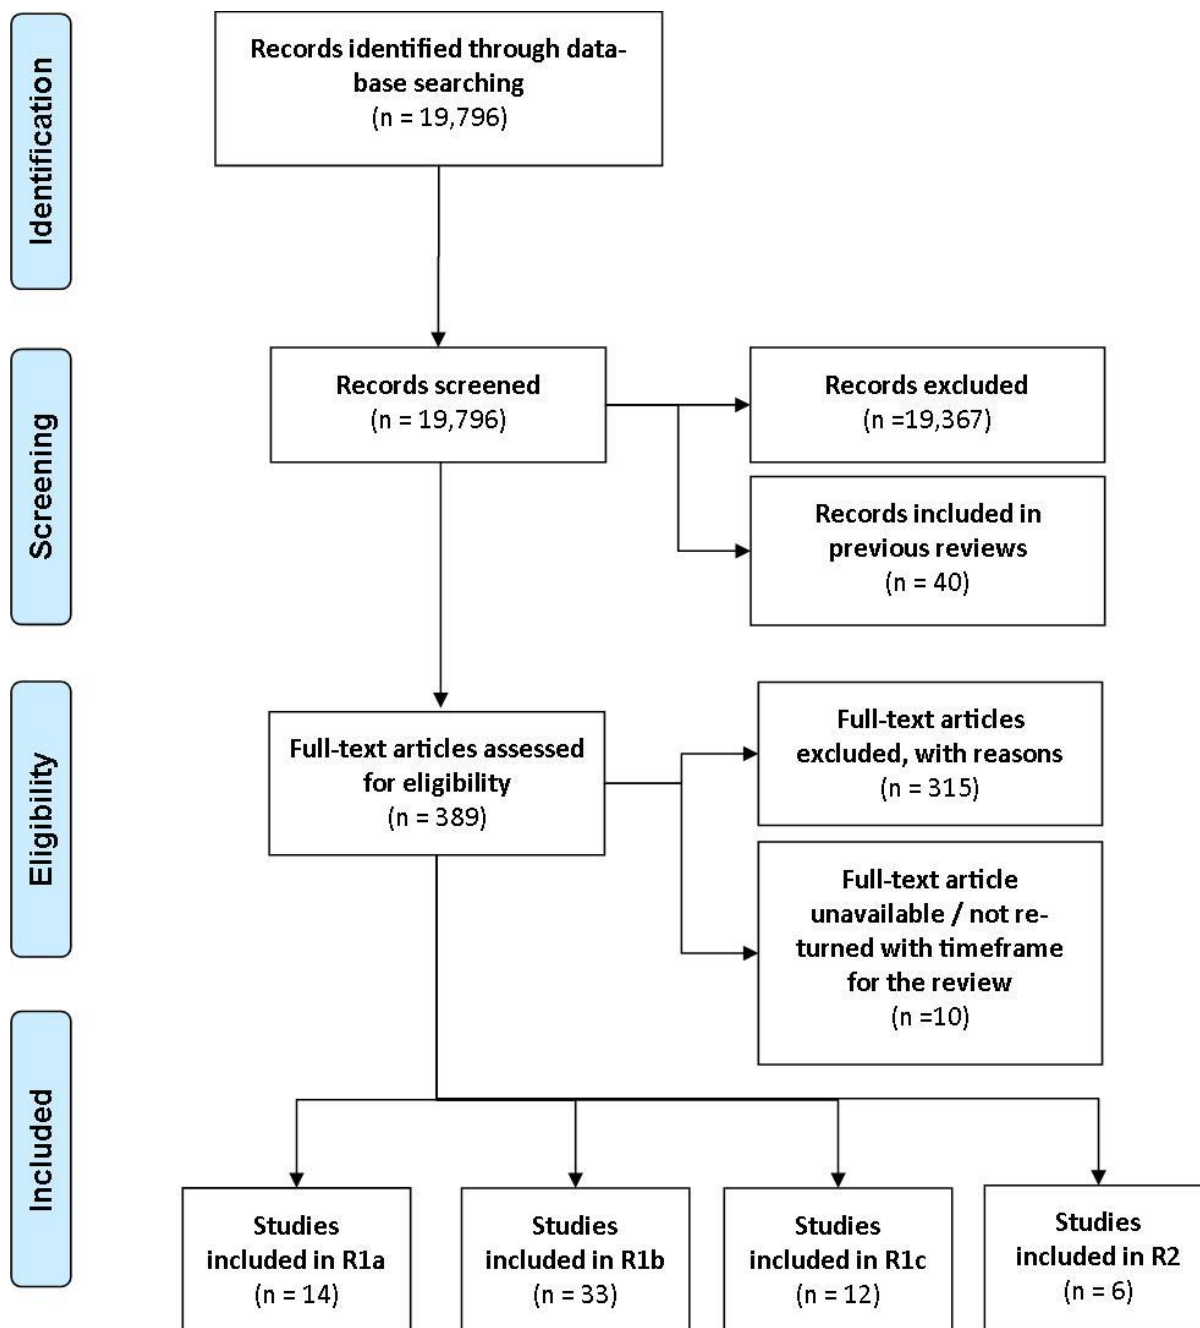 Identification
Records identified through data-
base searching
(n = 19,796)
Screening
Records screened
(n = 19,796)
Records excluded
(n =19,367)
Records included in
previous reviews
(n = 40)
Eligibility
Full-text articles assessed
for eligibility
(n = 389)
Full-text articles
excluded, with reasons
(n = 315)
Full-text article
unavailable / not re-
turned with timeframe
for the review
(n =10)
Included
Studies
included in R1a
(n = 14)
Studies
included in R1b
(n = 33)
Studies
included in R1c
(n = 12)
Studies
included in R2
(n = 6)